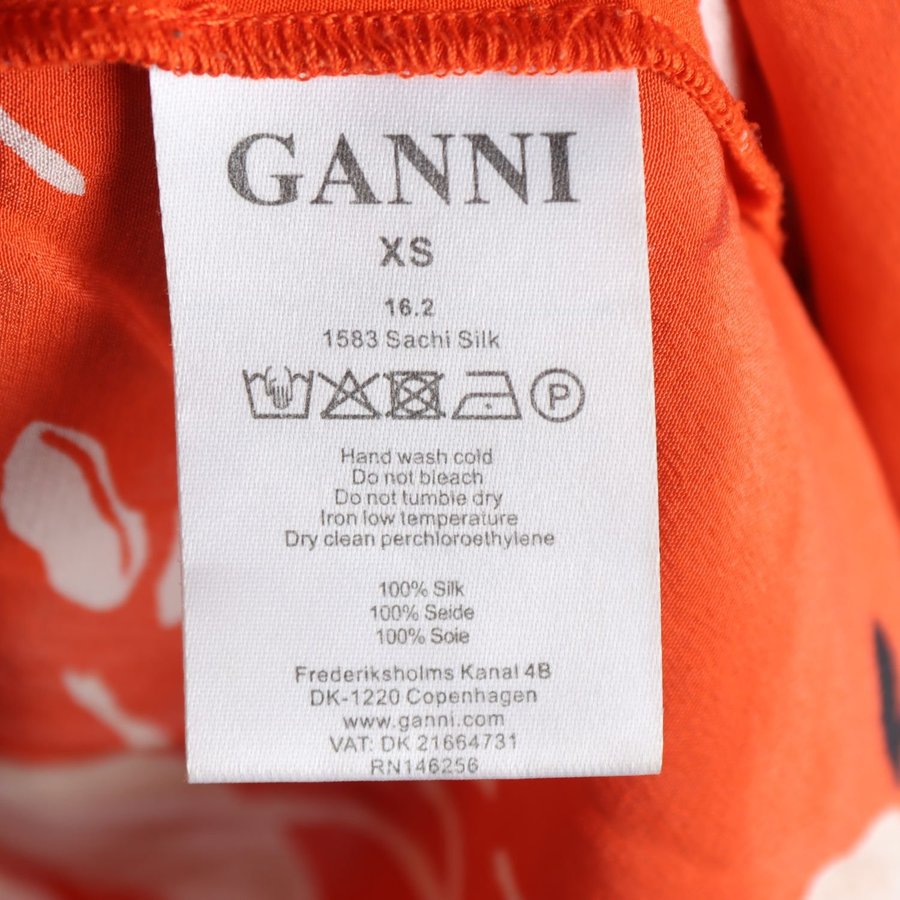 GANNI
XS
16.2
1583 Sachi Silk
P
Hand wash cold
Do not bleach
Do not tumble dry
Iron low temperature
Dry clean perchloroethylene
100% Silk
100% Seide
100% Soie
Frederiksholms Kanal 4B
DK-1220 Copenhagen
www.ganni.com
VAT: DK 21664731
RN146256